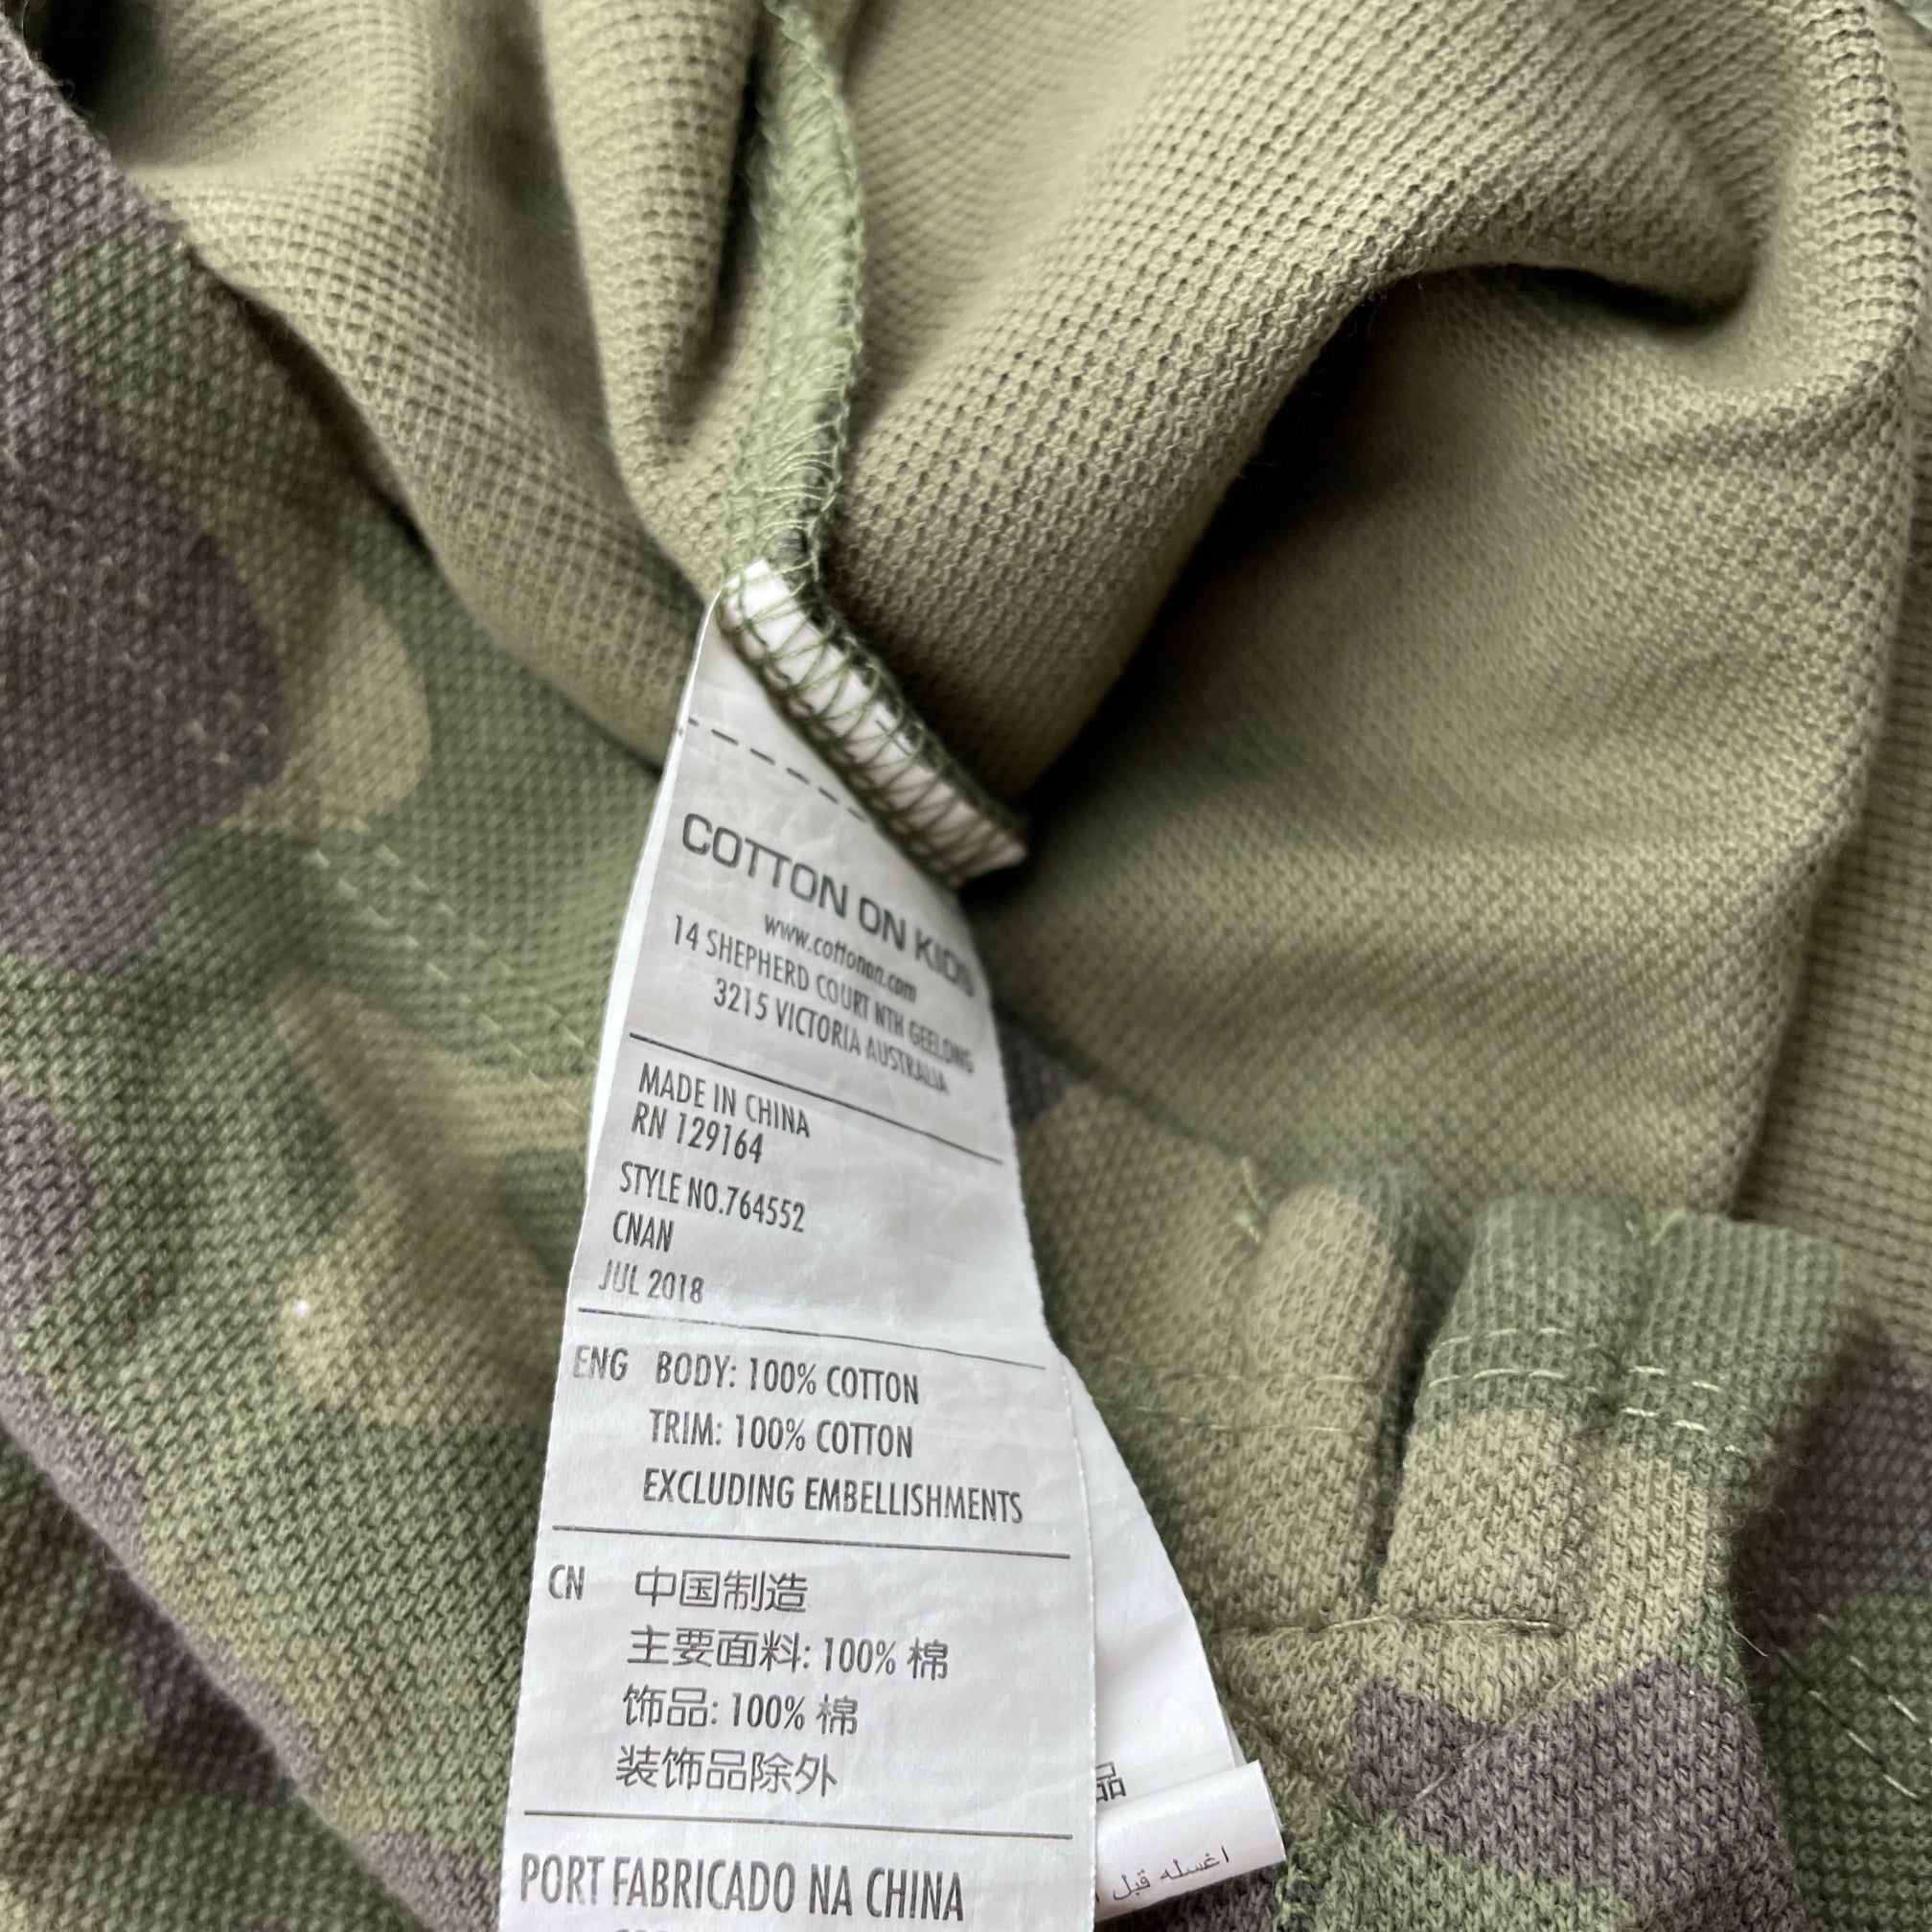 COTTON ON KIDS
www.cottonon.com
14 SHEPHERD COURT NTH GEELONG
3215 VICTORIA AUSTRALIA
MADE IN CHINA
RN 129164
STYLE NO.764552
CNAN
JUL 2018
ENG BODY: 100% COTTON
TRIM: 100% COTTON
EXCLUDING EMBELLISHMENTS
CN 中国制造
主要面料: 100% 棉
饰品: 100% 棉
装饰品除外
PORT FABRICADO NA CHINA
品
اغسله قبل